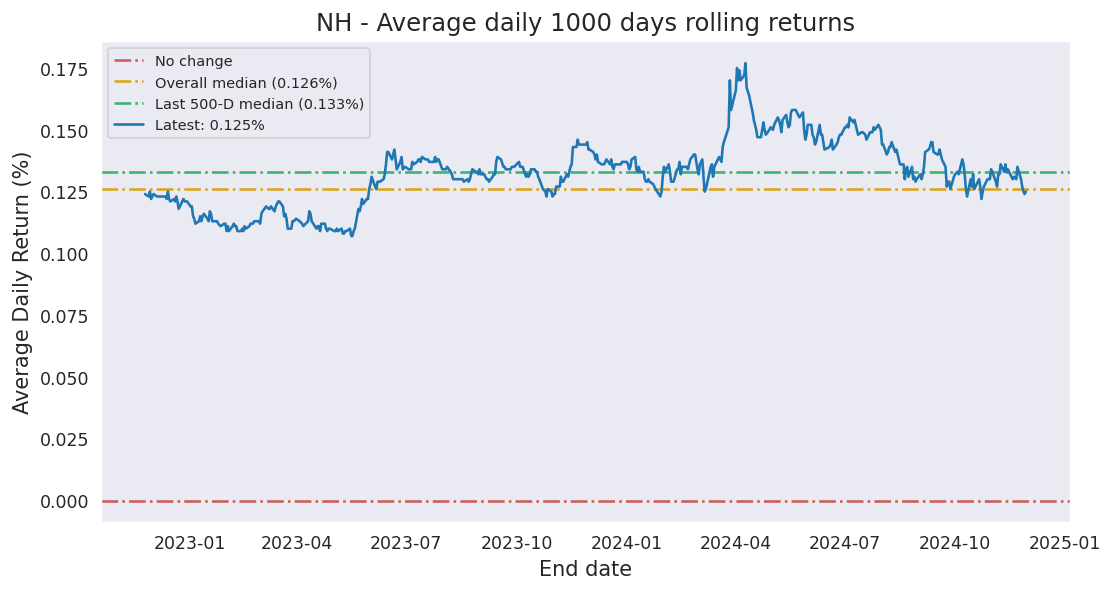 NH - Average daily 1000 days rolling returns
No change
Overall median (0.126%)
Last 500-D median (0.133%)
Latest: 0.125%
Average Daily Return (%)
0.175
0.150
0.125
0.100
0.075
0.050
0.025
0.000
2023-01 2023-04 2023-07 2023-10 2024-01 2024-04 2024-07 2024-10 2025-01
End date